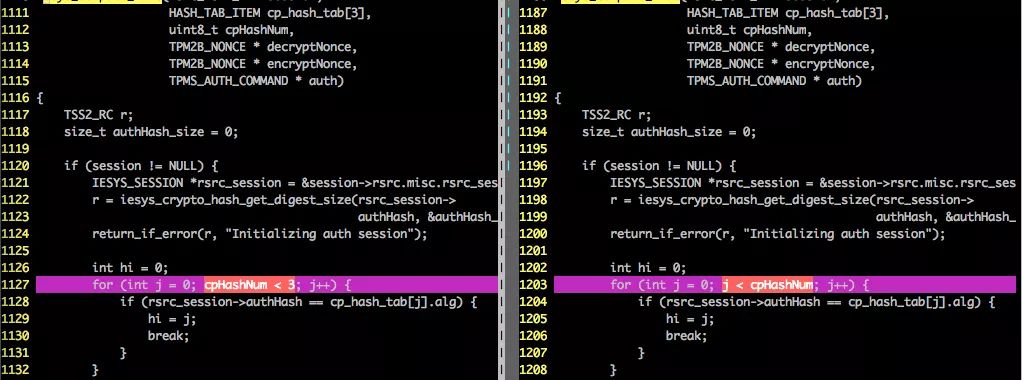 1111 HASH_TAB_ITEM cp_hash_tab[3],
1112 uint8_t cpHashNum,
1113 TPM2B_NONCE * decryptNonce,
1114 TPM2B_NONCE * encryptNonce,
1115 TPMS_AUTH_COMMAND * auth)
1116 {
1117 TSS2_RC r;
1118 size_t authHash_size = 0;
1119
1120 if (session != NULL) {
1121 IESYS_SESSION *rsrc_session = &session->rsrc.misc.rsrc_ses
1122 r = iesys_crypto_hash_get_digest_size(rsrc_session->
1123 authHash, &authHash_
1124 return_if_error(r, "Initializing auth session");
1125
1126 int hi = 0;
1127 for (int j = 0; cpHashNum < 3; j++) {
1128 if (rsrc_session->authHash == cp_hash_tab[j].alg) {
1129 hi = j;
1130 break;
1131 }
1132 }
1187 HASH_TAB_ITEM cp_hash_tab[3],
1188 uint8_t cpHashNum,
1189 TPM2B_NONCE * decryptNonce,
1190 TPM2B_NONCE * encryptNonce,
1191 TPMS_AUTH_COMMAND * auth)
1192 {
1193 TSS2_RC r;
1194 size_t authHash_size = 0;
1195
1196 if (session != NULL) {
1197 IESYS_SESSION *rsrc_session = &session->rsrc.misc.rsrc_ses
1198 r = iesys_crypto_hash_get_digest_size(rsrc_session->
1199 authHash, &authHash_
1200 return_if_error(r, "Initializing auth session");
1201
1202 int hi = 0;
1203 for (int j = 0; j < cpHashNum; j++) {
1204 if (rsrc_session->authHash == cp_hash_tab[j].alg) {
1205 hi = j;
1206 break;
1207 }
1208 }